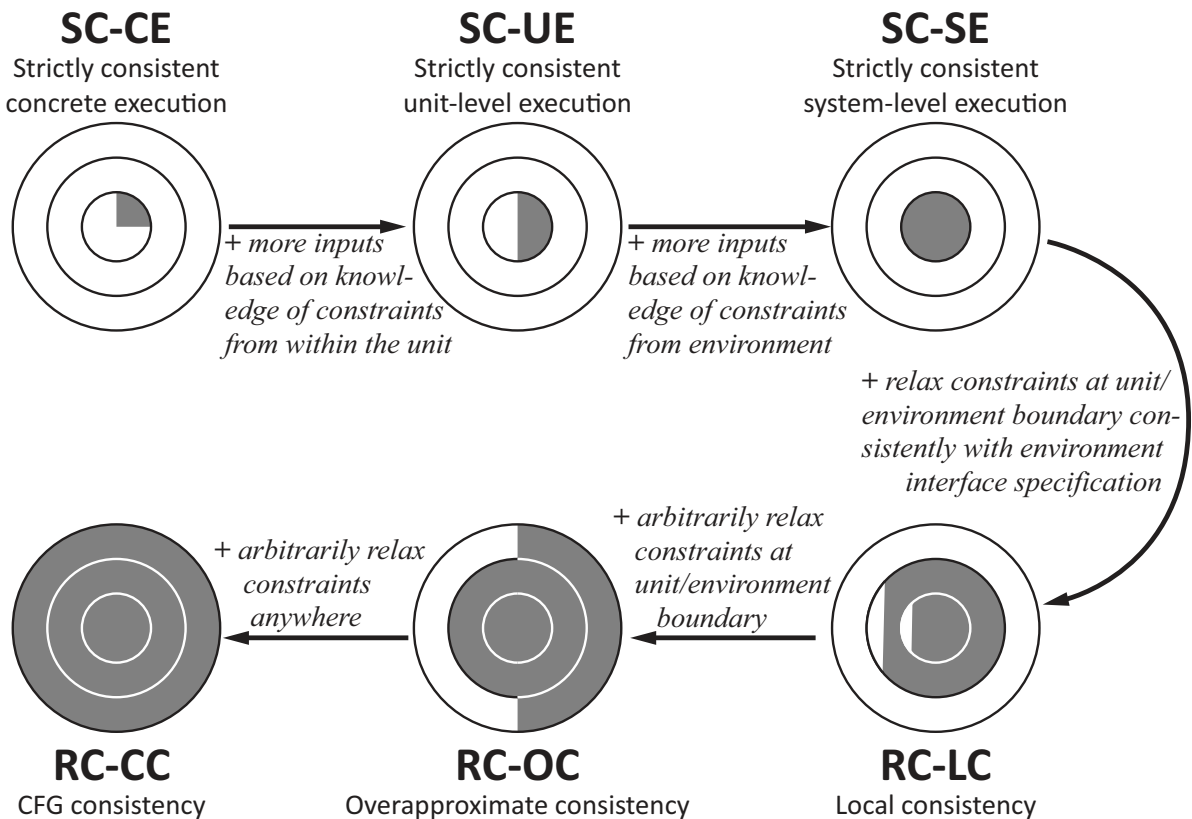 SC-CE
Strictly consistent
concrete execution
SC-UE
Strictly consistent
unit-level execution
SC-SE
Strictly consistent
system-level execution
+ more inputs
based on knowl-
edge of constraints
from within the unit
+ more inputs
based on knowl-
edge of constraints
from environment
+ relax constraints at unit/
environment boundary con-
sistently with environment
interface specification
+ arbitrarily relax
constraints at
unit/environment
boundary
+ arbitrarily relax
constraints
anywhere
RC-CC
CFG consistency
RC-OC
Overapproximate consistency
RC-LC
Local consistency